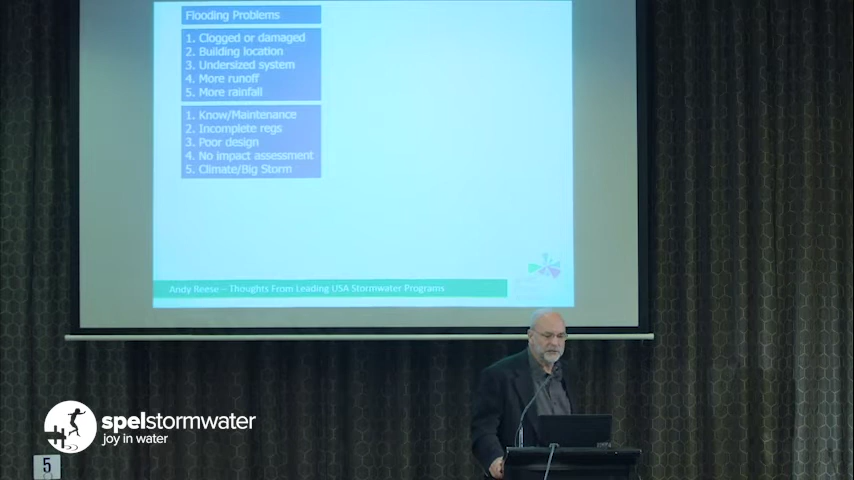 Flooding Problems
1. Clogged or damaged
2. Building location
3. Undersized system
4. More runoff
5. More rainfall
1. Know/Maintenance
2. Incomplete regs
3. Poor design
4. No impact assessment
5. Climate/Big Storm
Andy Reese – Thoughts From Leading USA Stormwater Programs
spelstormwater
joy in water
5